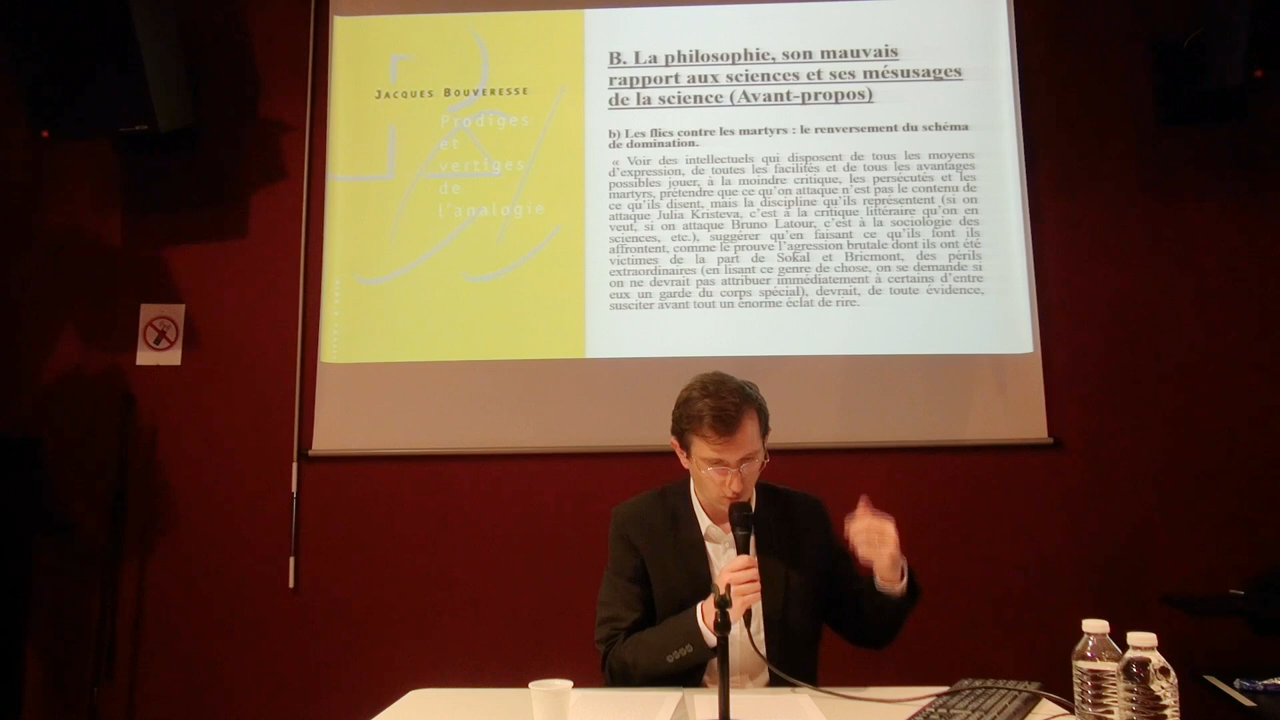 JACQUES BOUVERESSE
Prodiges
et
vertiges
de
l'analogie
B. La philosophie, son mauvais
rapport aux sciences et ses mésusages
de la science (Avant-propos)
b) Les flics contre les martyrs : le renversement du schéma
de domination.
« Voir des intellectuels qui disposent de tous les moyens
d'expression, de toutes les facilités et de tous les avantages
possibles jouer, à la moindre critique, les persécutés et les
martyrs, prétendre que ce qu'on attaque n'est pas le contenu de
ce qu'ils disent, mais la discipline qu'ils représentent (si on
attaque Julia Kristeva, c'est à la critique littéraire qu'on en
veut, si on attaque Bruno Latour, c'est à la sociologie des
sciences, etc.), suggérer qu'en faisant ce qu'ils font ils
affrontent, comme le prouve l'agression brutale dont ils ont été
victimes de la part de Sokal et Bricmont, des périls
extraordinaires (en lisant ce genre de chose, on se demande si
on ne devrait pas attribuer immédiatement à certains d'entre
eux un garde du corps spécial), devrait, de toute évidence,
susciter avant tout un énorme éclat de rire.